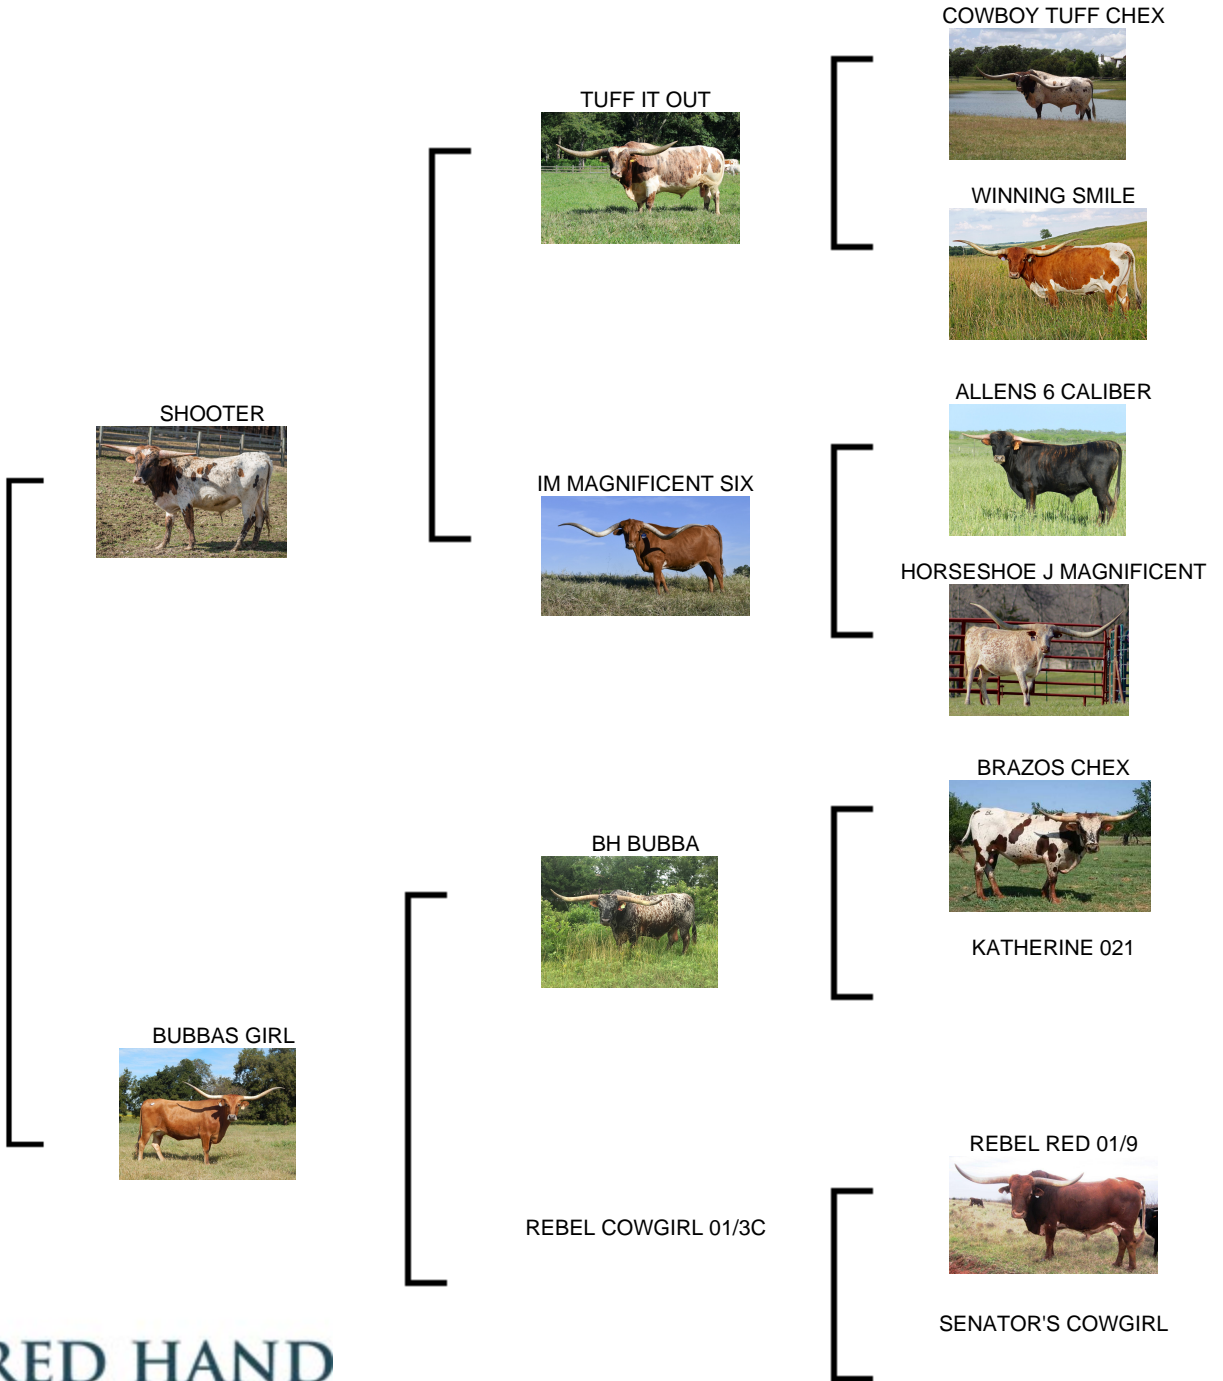 COWBOY TUFF CHEX
TUFF IT OUT
WINNING SMILE
SHOOTER
ALLENS 6 CALIBER
IM MAGNIFICENT SIX
HORSESHOE J MAGNIFICENT
BRAZOS CHEX
BH BUBBA
KATHERINE 021
BUBBAS GIRL
REBEL RED 01/9
REBEL COWGIRL 01/3C
SENATOR'S COWGIRL
RED HAND